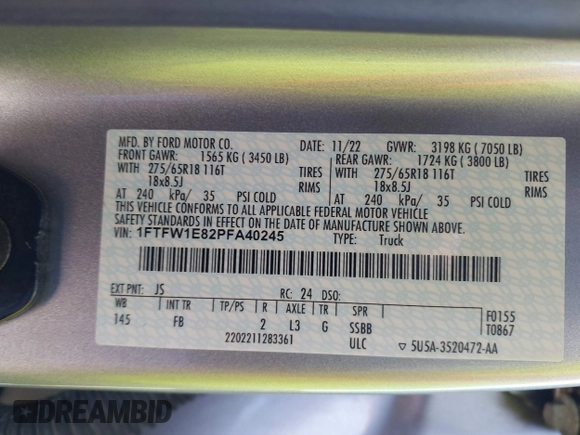 MFD. BY FORD MOTOR CO. DATE: 11/22 GVWR: 3198 KG ( 7050 LB)
FRONT GAWR: 1565 KG ( 3450 LB) REAR GAWR: 1724 KG ( 3800 LB)
275/65R18 116T TIRES 275/65R18 116T TIRES
18x8.5J RIMS 18x8.5J RIMS
AT 240 kPa/ 35 PSI COLD AT 240 kPa/ 35 PSI COLD
THIS VEHICLE CONFORMS TO ALL APPLICABLE FEDERAL MOTOR VEHICLE
SAFETY STANDARDS IN EFFECT ON THE DATE OF MANUFACTURE SHOWN ABOVE.
VIN: 1FTFW1E82PFA40245 TYPE: Truck
EXT PNT: JS RC: 24 DSO: F0155
WB INT TR TP/PS R AXLE TR SPR T0867
145 FB 2 L3 G SSBB
2202211283361 ULC ▽ 5U5A-3520472-AA
DREAMBID